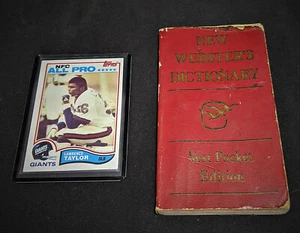 NFC
ALL PRO
topps
GIANTS
LAWRENCE
TAYLOR
LB
NEW
WEBSTER'S
DICTIONARY
Vest Pocket
Edition